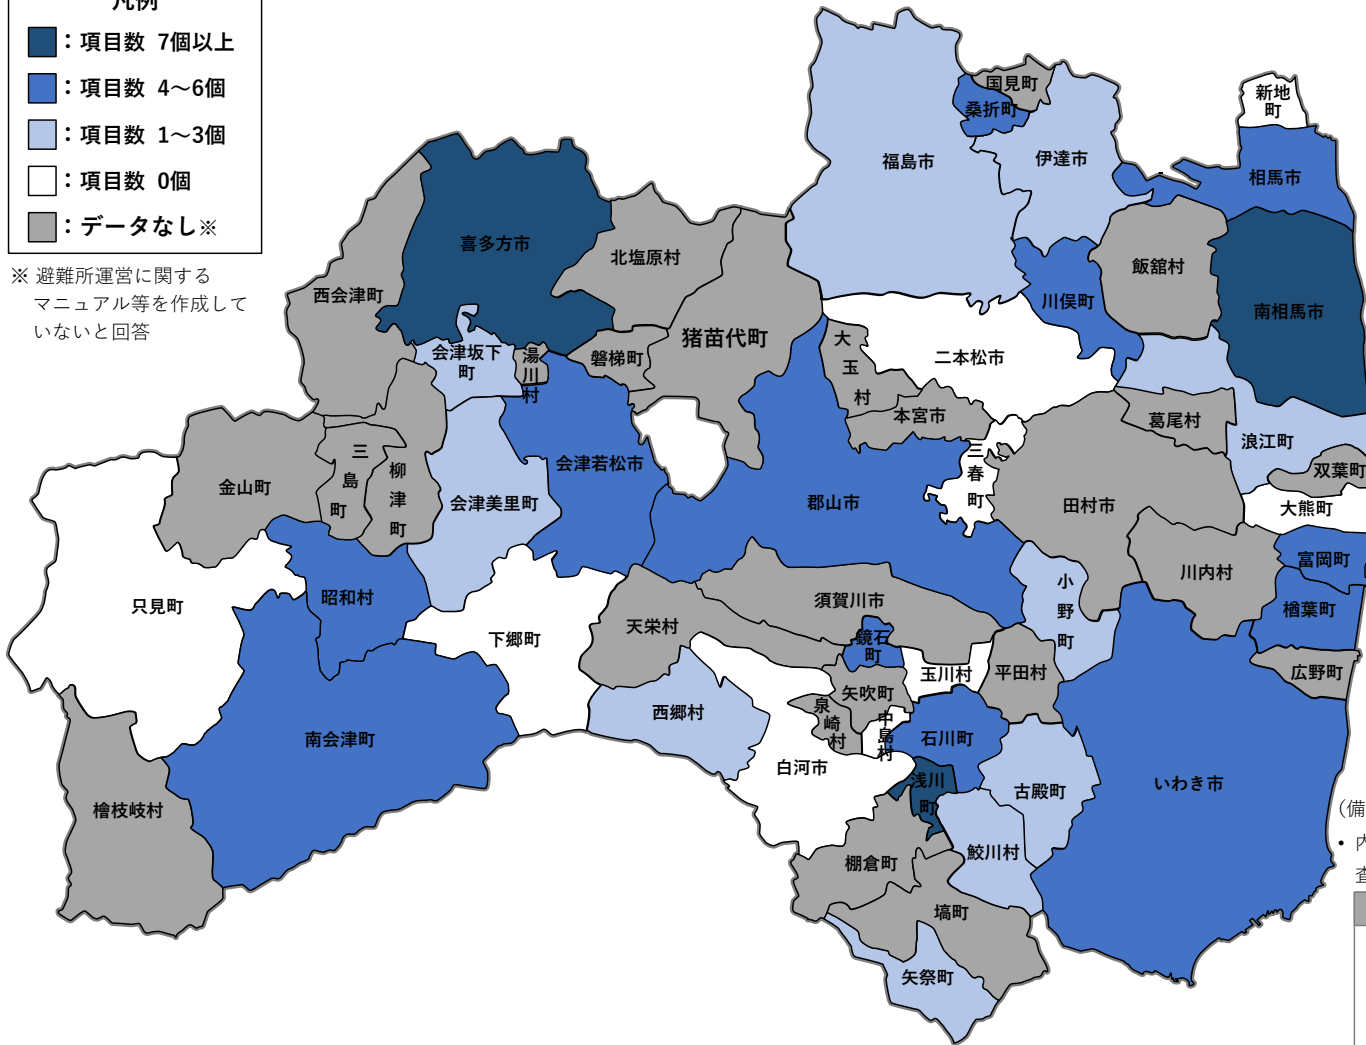 凡例
：項目数 7個以上
：項目数 4～6個
：項目数 1～3個
：項目数 0個
：データなし※
※ 避難所運営に関する
マニュアル等を作成して
いないと回答
国見町
桑折町
新地
町
福島市
伊達市
相馬市
喜多方市
北塩原村
飯舘村
西会津町
川俣町
南相馬市
猪苗代町
会津坂下
町
湯
川
村
磐梯町
大
玉
村
二本松市
本宮市
葛尾村
浪江町
三
島
町
柳
津
町
会津若松市
三
春
町
双葉町
金山町
会津美里町
郡山市
田村市
大熊町
富岡町
川内村
只見町
昭和村
小
野
町
楢葉町
須賀川市
天栄村
下郷町
鏡石
町
玉川村
平田村
広野町
矢吹町
西郷村
泉
崎
村
中
島
村
石川町
南会津町
白河市
浅川
町
古殿町
いわき市
檜枝岐村
棚倉町
鮫川村
塙町
矢祭町
（備
• 内
査